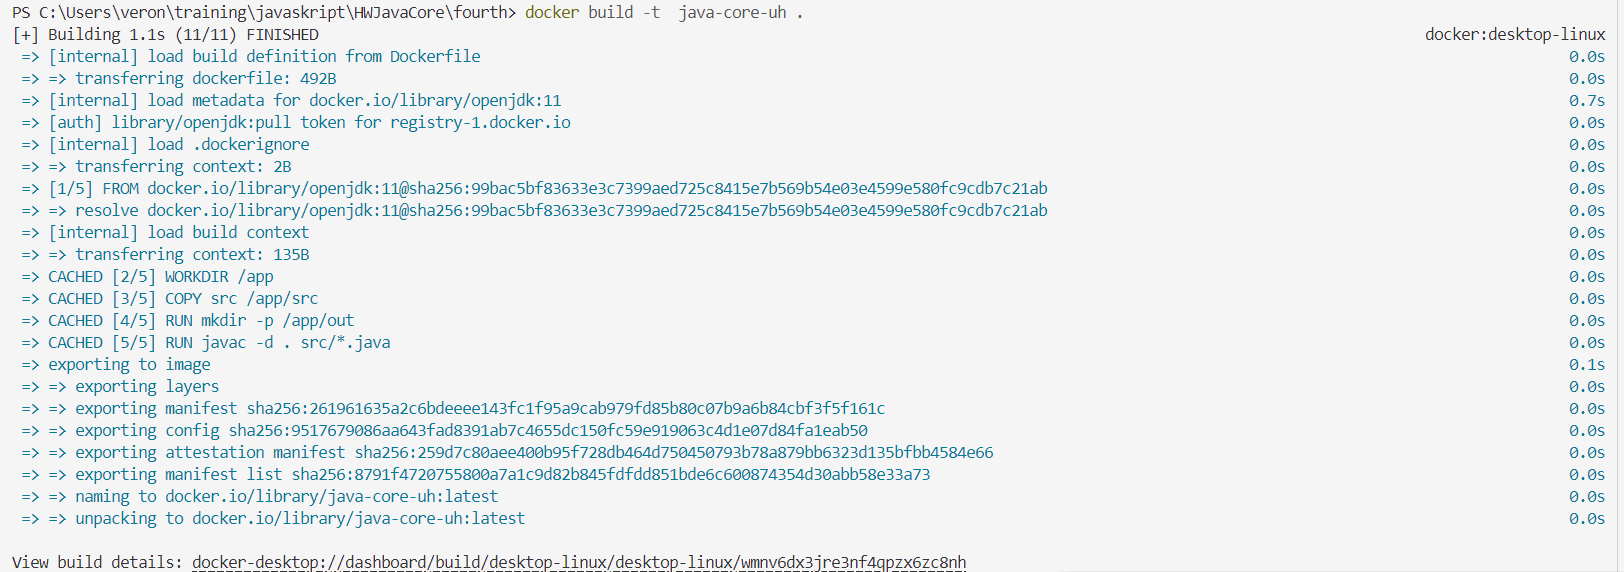 PS C:\Users\veron\training\javaskript\HWJavaCore\fourth> docker build -t  java-core-uh .
[+] Building 1.1s (11/11) FINISHED docker:desktop-linux
=> [internal] load build definition from Dockerfile 0.0s
=> => transferring dockerfile: 492B 0.0s
=> [internal] load metadata for docker.io/library/openjdk:11 0.7s
=> [auth] library/openjdk:pull token for registry-1.docker.io 0.0s
=> [internal] load .dockerignore 0.0s
=> => transferring context: 2B 0.0s
=> [1/5] FROM docker.io/library/openjdk:11@sha256:99bac5bf83633e3c7399aed725c8415e7b569b54e03e4599e580fc9cdb7c21ab 0.0s
=> => resolve docker.io/library/openjdk:11@sha256:99bac5bf83633e3c7399aed725c8415e7b569b54e03e4599e580fc9cdb7c21ab 0.0s
=> [internal] load build context 0.0s
=> => transferring context: 135B 0.0s
=> CACHED [2/5] WORKDIR /app 0.0s
=> CACHED [3/5] COPY src /app/src 0.0s
=> CACHED [4/5] RUN mkdir -p /app/out 0.0s
=> CACHED [5/5] RUN javac -d . src/*.java 0.0s
=> exporting to image 0.1s
=> => exporting layers 0.0s
=> => exporting manifest sha256:261961635a2c6bdeeee143fc1f95a9cab979fd85b80c07b9a6b84cbf3f5f161c 0.0s
=> => exporting config sha256:9517679086aa643fad8391ab7c4655dc150fc59e919063c4d1e07d84fa1eab50 0.0s
=> => exporting attestation manifest sha256:259d7c80aee400b95f728db464d750450793b78a879bb6323d135bfbb4584e66 0.0s
=> => exporting manifest list sha256:8791f4720755800a7a1c9d82b845fdfdd851bde6c600874354d30abb58e33a73 0.0s
=> => naming to docker.io/library/java-core-uh:latest 0.0s
=> => unpacking to docker.io/library/java-core-uh:latest 0.0s
View build details: docker-desktop://dashboard/build/desktop-linux/desktop-linux/wmnv6dx3jre3nf4qpzx6zc8nh